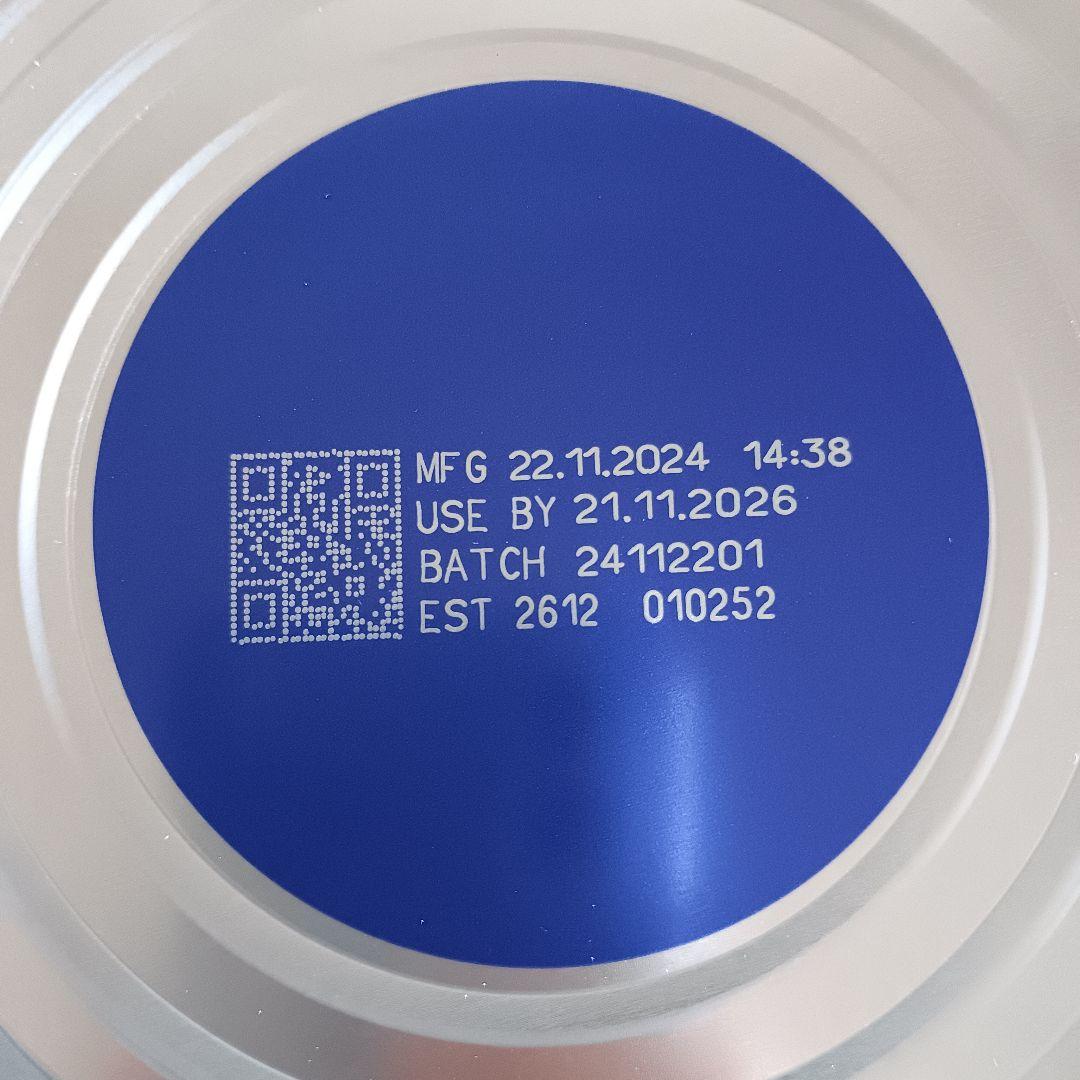 MFG 22.11.2024 14:38
USE BY 21.11.2026
BATCH 24112201
EST 2612 010252